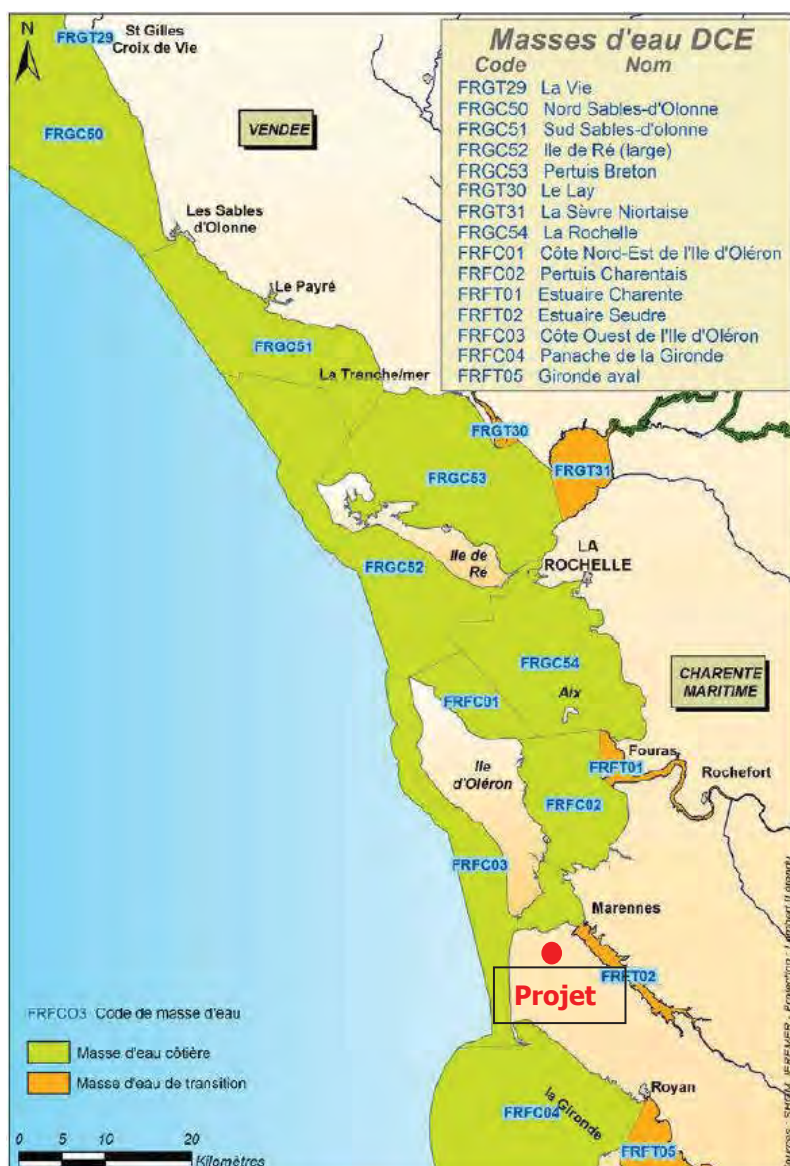 N
FRGT29
St Gilles
Croix de Vie
Masses d'eau DCE
Code Nom
FRGT29 La Vie
FRGC50 Nord Sables-d'Olonne
FRGC51 Sud Sables-d'olonne
FRGC52 Ile de Ré (large)
FRGC53 Pertuis Breton
FRGT30 Le Lay
FRGT31 La Sèvre Niortaise
FRGC54 La Rochelle
FRFC01 Côte Nord-Est de l'Ile d'Oléron
FRFC02 Pertuis Charentais
FRFT01 Estuaire Charente
FRFT02 Estuaire Seudre
FRFC03 Côte Ouest de l'Ile d'Oléron
FRFC04 Panache de la Gironde
FRFT05 Gironde aval
FRGC50
VENDEE
Les Sables
d'Olonne
Le Payré
FRGC51
La Tranche/mer
FRGT30
FRGT31
FRGC53
Ile de
Ré
LA
ROCHELLE
FRGC52
FRGC54
CHARENTE
MARITIME
FRFC01
Aix
Fouras
FRFT01
Rochefort
Ile
d'Oléron
FRFC02
FRFC03
Marennes
FRFT02
Projet
FRFCO3 Code de masse d'eau
Masse d'eau côtière
Masse d'eau de transition
Royan
la Gironde
FRFC04
FRFT05
0 5 10 20
Kilomètres
IFREMER - Projection : Lambert II